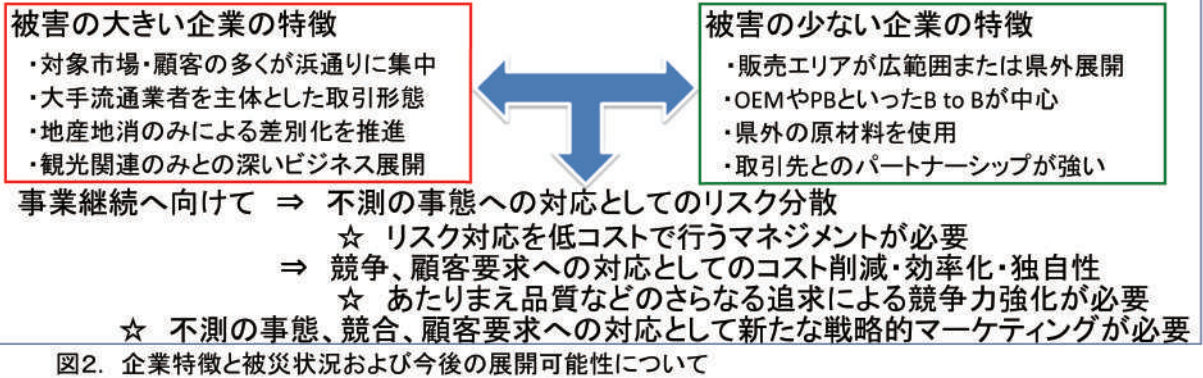 被害の大きい企業の特徴
・対象市場・顧客の多くが浜通りに集中
・大手流通業者を主体とした取引形態
・地産地消のみによる差別化を推進
・観光関連のみとの深いビジネス展開
被害の少ない企業の特徴
・販売エリアが広範囲または県外展開
・OEMやPBといったB to Bが中心
・県外の原材料を使用
・取引先とのパートナーシップが強い
事業継続へ向けて ⇒ 不測の事態への対応としてのリスク分散
☆ リスク対応を低コストで行うマネジメントが必要
⇒ 競争、顧客要求への対応としてのコスト削減・効率化・独自性
☆ あたりまえ品質などのさらなる追求による競争力強化が必要
☆ 不測の事態、競合、顧客要求への対応として新たな戦略的マーケティングが必要
図2. 企業特徴と被災状況および今後の展開可能性について